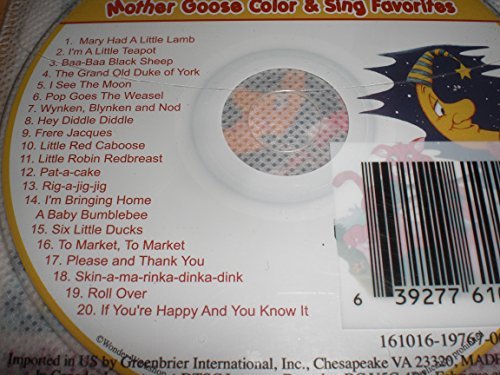 Mother Goose Color & Sing Favorites
1. Mary Had A Little Lamb
2. I'm A Little Teapot
3. Baa-Baa Black Sheep
4. The Grand Old Duke of York
5. I See The Moon
6. Pop Goes The Weasel
7. Wynken, Blynken and Nod
8. Hey Diddle Diddle
9. Frere Jacques
10. Little Red Caboose
11. Little Robin Redbreast
12. Pat-a-cake
13. Rig-a-jig-jig
14. I'm Bringing Home
A Baby Bumblebee
15. Six Little Ducks
16. To Market, To Market
17. Please and Thank You
18. Skin-a-ma-rinka-dinka-dink
19. Roll Over
20. If You're Happy And You Know It
6 39277 61
161016-19767-0
Imported in US by Greenbrier International, Inc., Chesapeake VA 23320, MADE